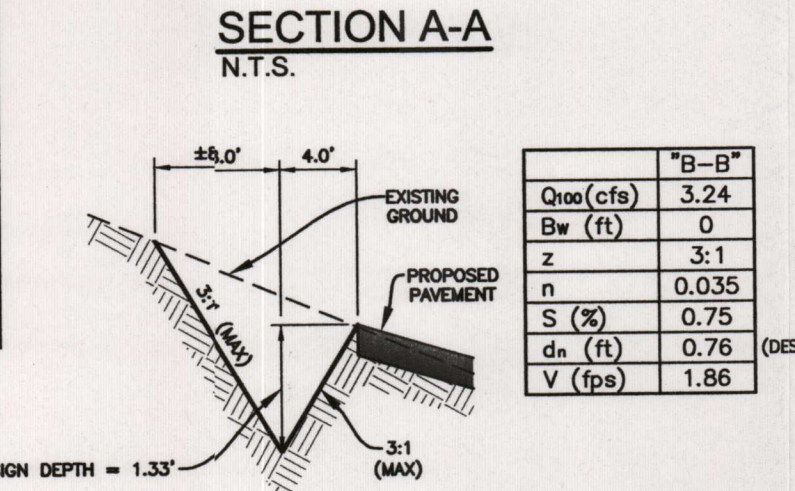 SECTION A-A
N.T.S.
4.0'
EXISTING
GROUND
PROPOSED
PAVEMENT
(MAX)
3:1
(MAX)
IGN DEPTH = 1.33'
"B-B"
Q100(cfs) 3.24
Bw (ft) 0
z 3:1
n 0.035
S (%) 0.75
dn (ft) 0.76 (DES
V (fps) 1.86